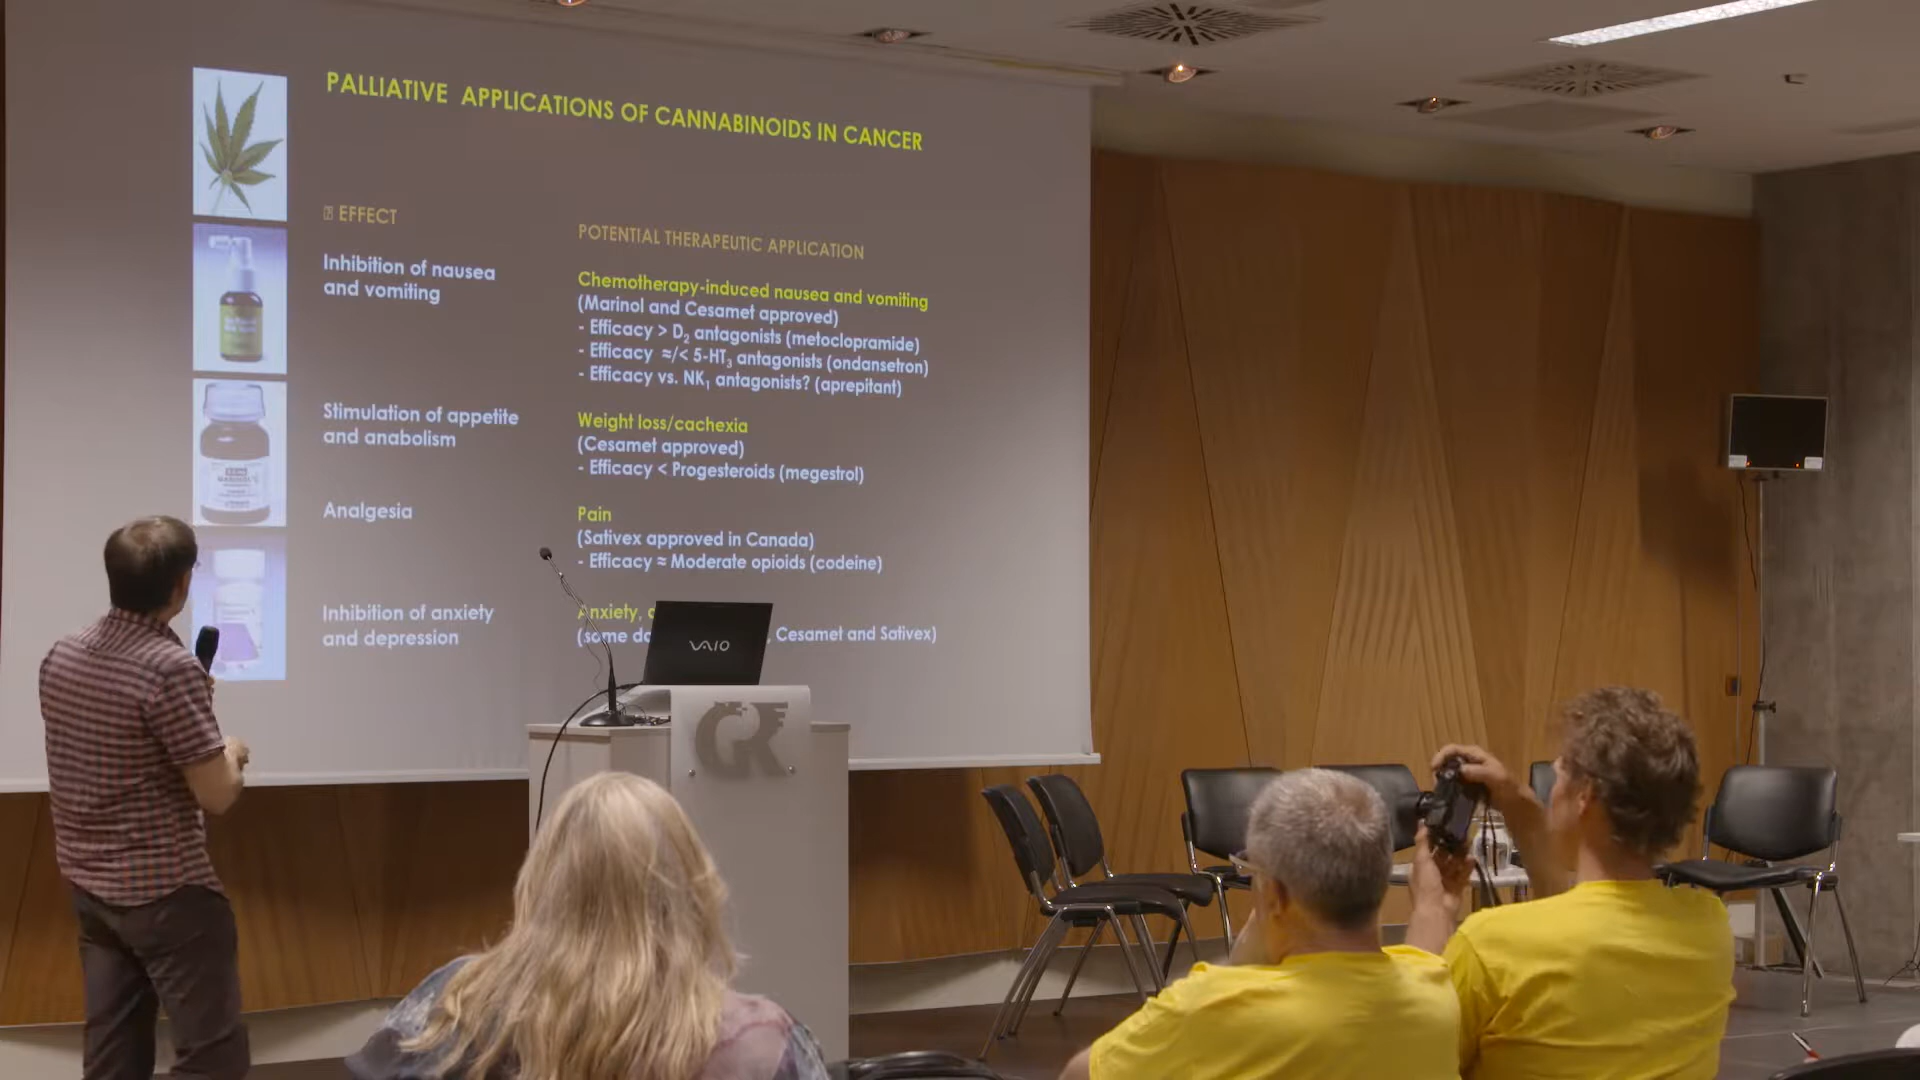 PALLIATIVE APPLICATIONS OF CANNABINOIDS IN CANCER
EFFECT
POTENTIAL THERAPEUTIC APPLICATION
Inhibition of nausea
and vomiting
Chemotherapy-induced nausea and vomiting
(Marinol and Cesamet approved)
- Efficacy > D₂ antagonists (metoclopramide)
- Efficacy ≈/< 5-HT₃ antagonists (ondansetron)
- Efficacy vs. NK₁ antagonists? (aprepitant)
Stimulation of appetite
and anabolism
Weight loss/cachexia
(Cesamet approved)
- Efficacy < Progesteroids (megestrol)
Analgesia
Pain
(Sativex approved in Canada)
- Efficacy ≈ Moderate opioids (codeine)
Inhibition of anxiety
and depression
Anxiety,
(some , Cesamet and Sativex)
VAIO